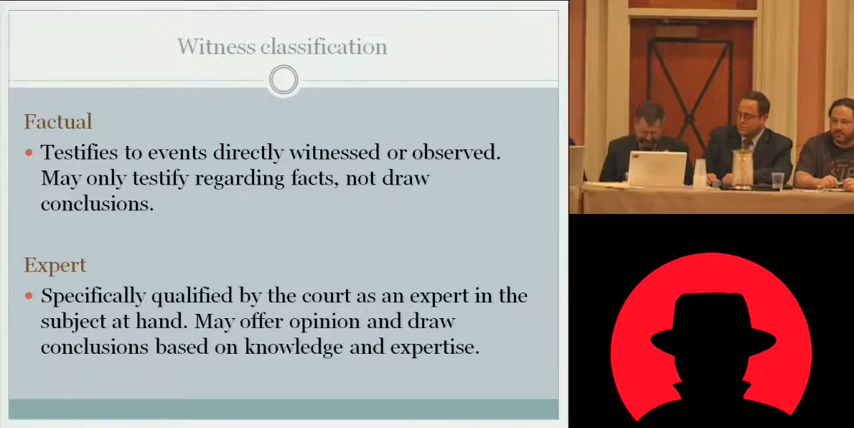 Witness classification
Factual
• Testifies to events directly witnessed or observed.
May only testify regarding facts, not draw
conclusions.
Expert
• Specifically qualified by the court as an expert in the
subject at hand. May offer opinion and draw
conclusions based on knowledge and expertise.